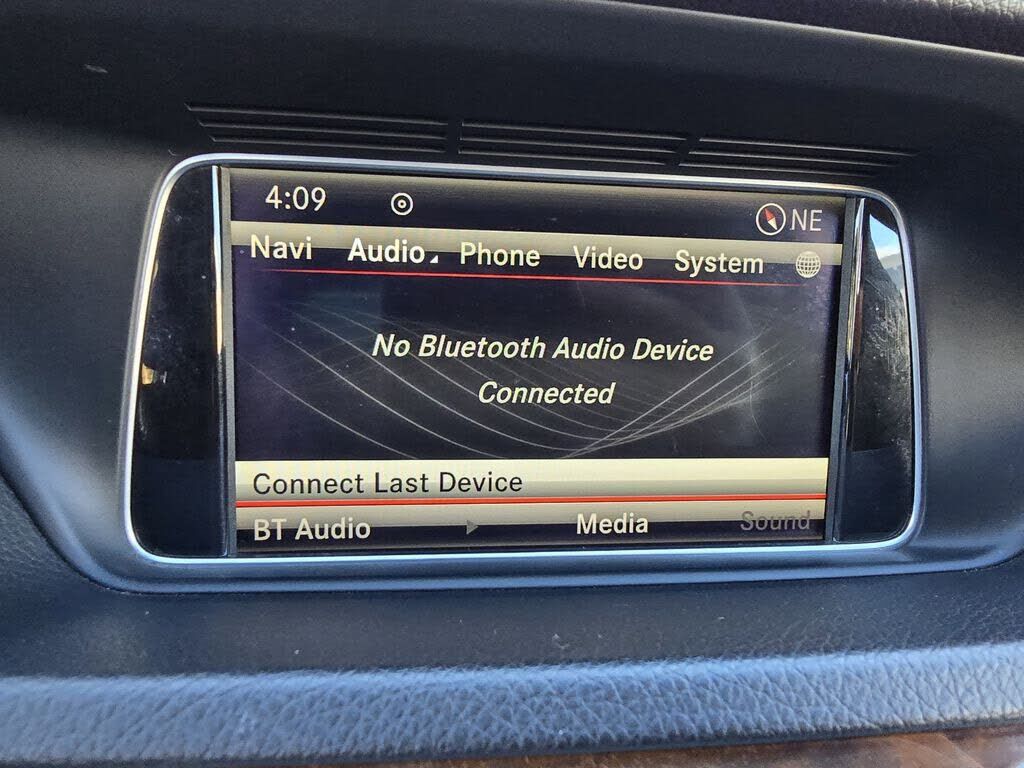 4:09 NE
Navi Audio Phone Video System
No Bluetooth Audio Device
Connected
Connect Last Device
BT Audio Media Sound